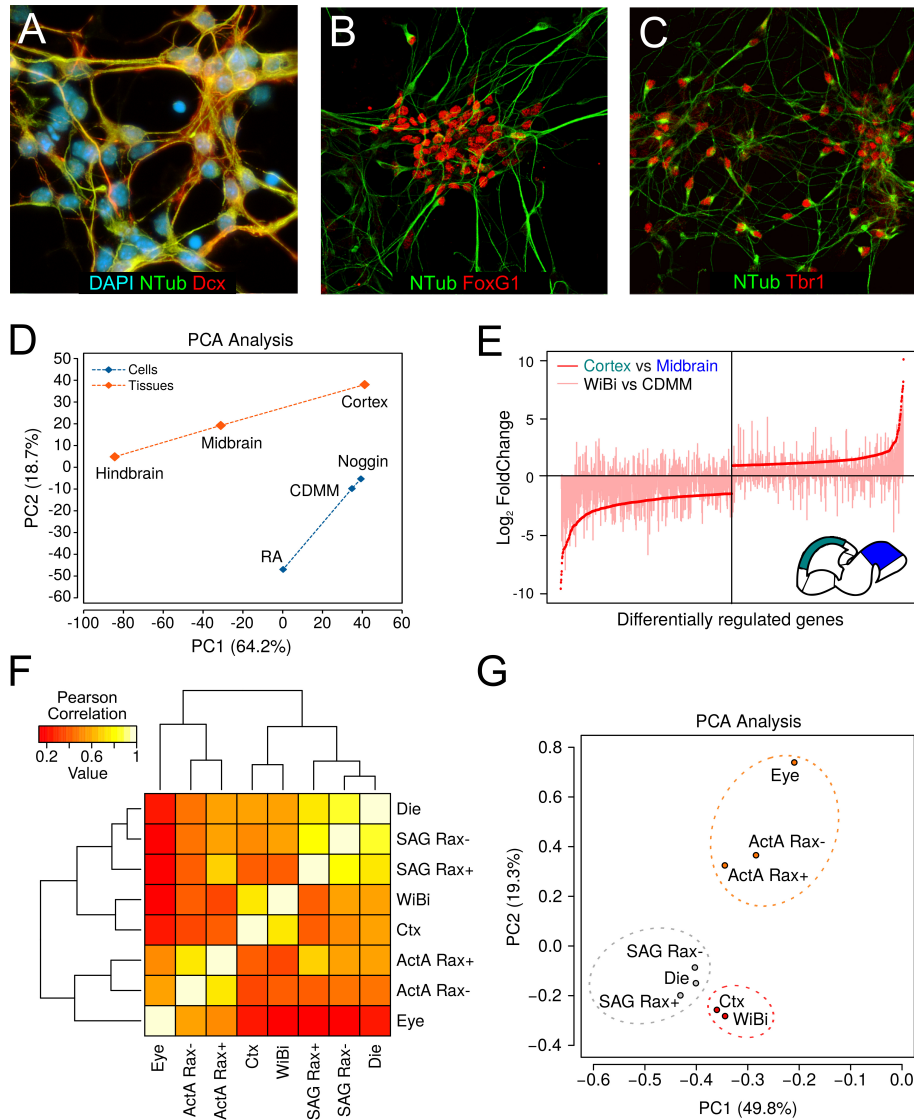 A
B
C
DAPI NTub Dcx
NTub FoxG1
NTub Tbr1
D
PCA Analysis
50
40
30
20
10
0
-10
-20
-30
-40
-50
-60
PC2 (18.7%)
Cells
Tissues
Cortex
Midbrain
Hindbrain
Noggin
CDMM
RA
-100 -80 -60 -40 -20 0 20 40 60
PC1 (64.2%)
E
10
5
0
-5
-10
Log2 FoldChange
Cortex vs Midbrain
WiBi vs CDMM
Differentially regulated genes
F
Pearson
Correlation
0.2 0.6 1
Value
Die
SAG Rax-
SAG Rax+
WiBi
Ctx
ActA Rax+
ActA Rax-
Eye
Eye
ActA Rax-
ActA Rax+
Ctx
WiBi
SAG Rax+
SAG Rax-
Die
G
PCA Analysis
0.8
0.6
0.4
0.2
0.0
−0.2
−0.4
PC2 (19.3%)
Eye
ActA Rax-
ActA Rax+
SAG Rax-
Die
SAG Rax+
Ctx
WiBi
−0.6 −0.5 −0.4 −0.3 −0.2 −0.1 0.0
PC1 (49.8%)